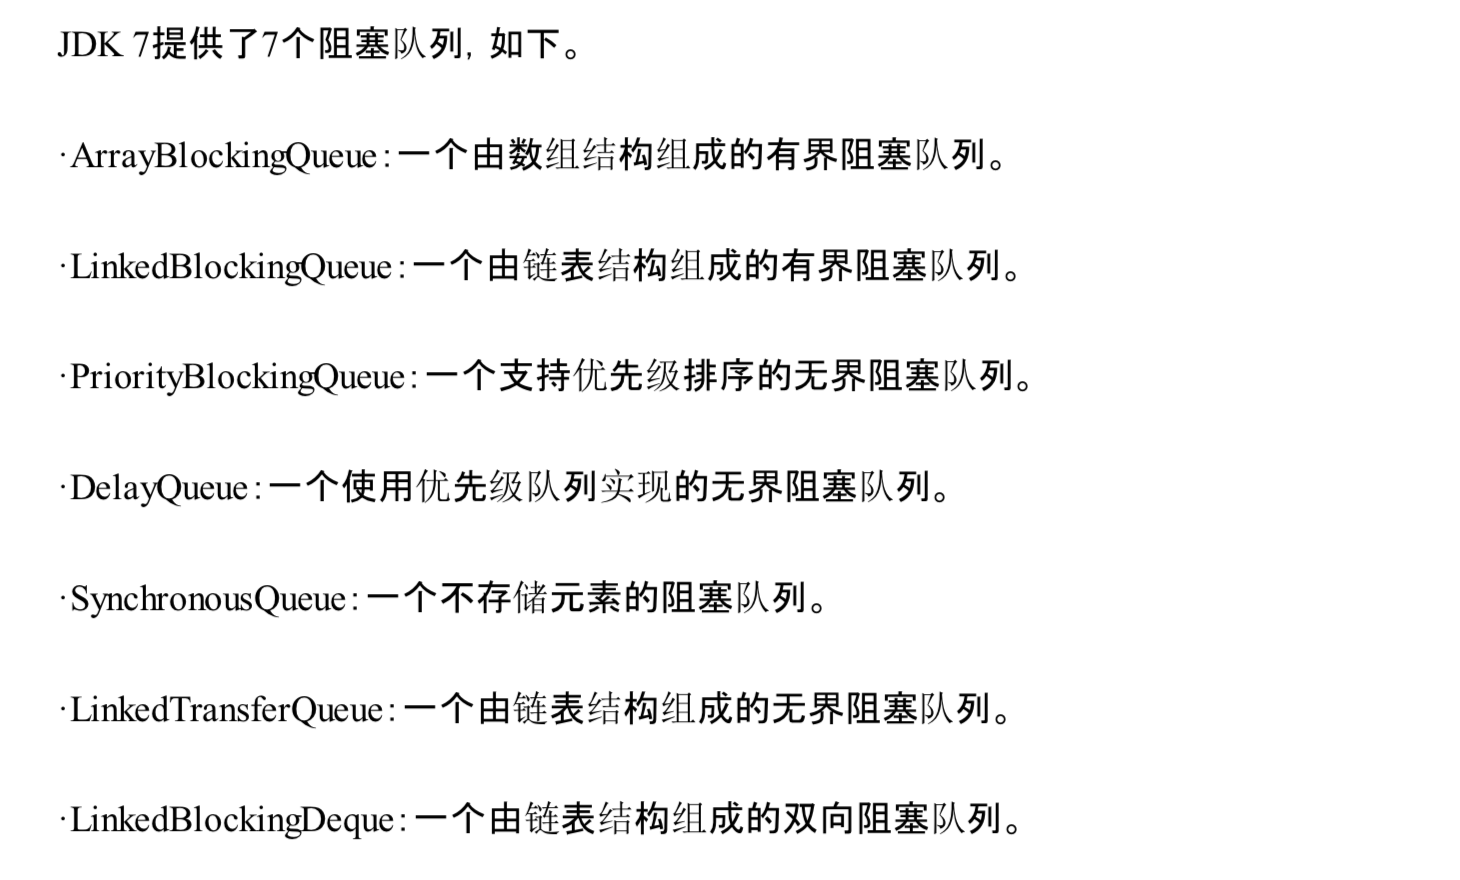 JDK 7提供了7个阻塞队列，如下。
·ArrayBlockingQueue：一个由数组结构组成的有界阻塞队列。
·LinkedBlockingQueue：一个由链表结构组成的有界阻塞队列。
·PriorityBlockingQueue：一个支持优先级排序的无界阻塞队列。
·DelayQueue：一个使用优先级队列实现的无界阻塞队列。
·SynchronousQueue：一个不存储元素的阻塞队列。
·LinkedTransferQueue：一个由链表结构组成的无界阻塞队列。
·LinkedBlockingDeque：一个由链表结构组成的双向阻塞队列。